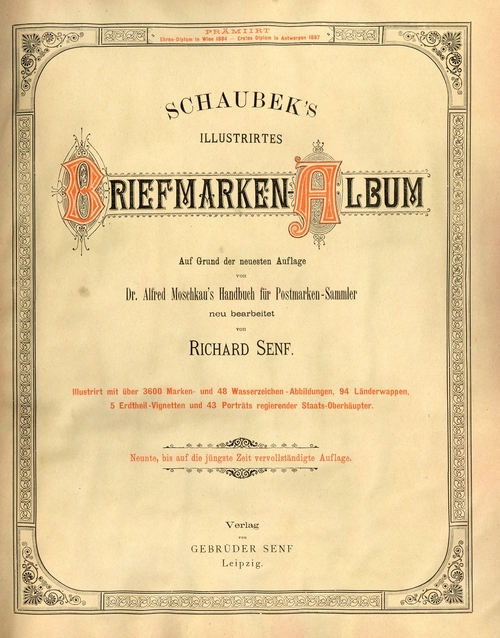 PRÄMIIRT
Ehren-Diplom in Wien 1884 — Erstes Diplom in Antwerpen 1887
SCHAUBEK'S
ILLUSTRIRTES
BRIEFMARKEN-ALBUM
Auf Grund der neuesten Auflage
von
Dr. Alfred Moschkau's Handbuch für Postmarken-Sammler
neu bearbeitet
von
RICHARD SENF.
Illustrirt mit über 3600 Marken- und 48 Wasserzeichen-Abbildungen, 94 Länderwappen,
5 Erdtheil-Vignetten und 43 Porträts regierender Staats-Oberhäupter.
Neunte, bis auf die jüngste Zeit vervollständigte Auflage.
Verlag
von
GEBRÜDER SENF
Leipzig.